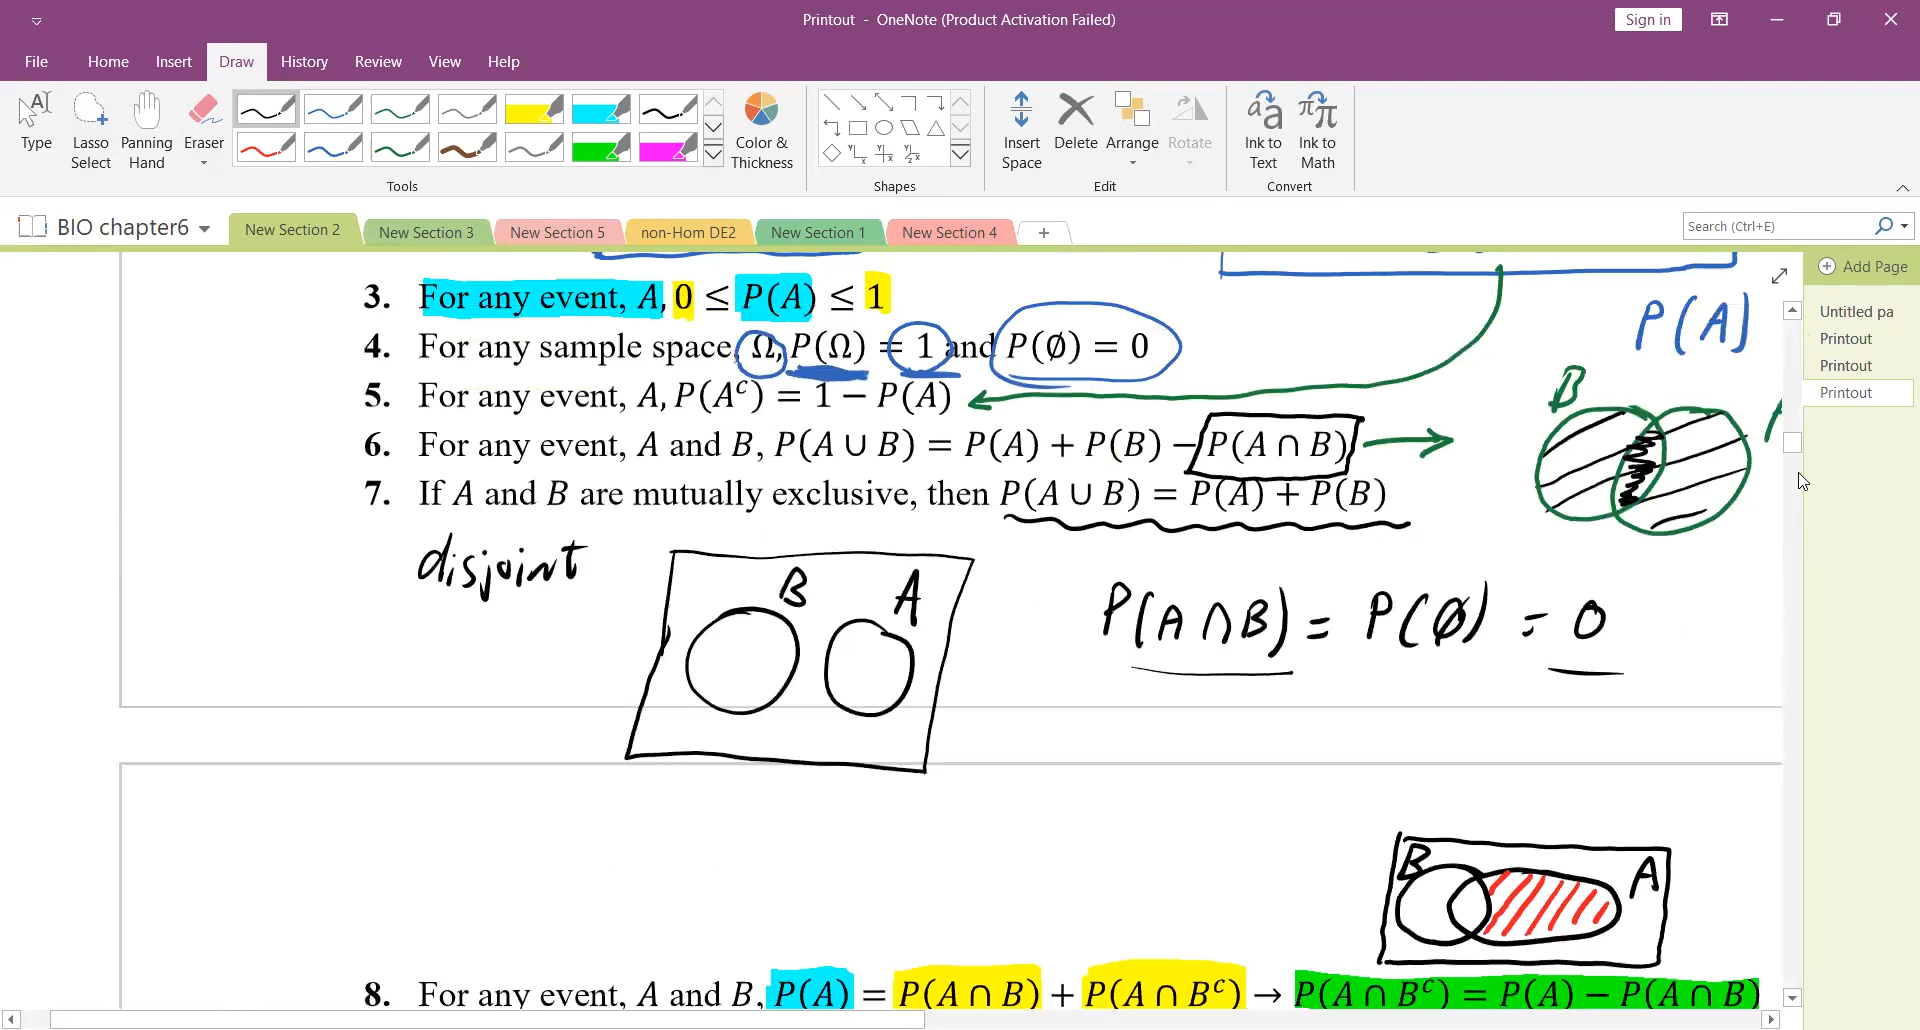 Printout - OneNote (Product Activation Failed)
Sign in
File Home Insert Draw History Review View Help
Type
Lasso Select
Panning Hand
Eraser
Color & Thickness
Insert Space
Delete
Arrange
Rotate
Ink to Text
Ink to Math
Tools
Shapes
Edit
Convert
BIO chapter6
New Section 2
New Section 3
New Section 5
non-Hom DE2
New Section 1
New Section 4
Search (Ctrl+E)
Add Page
Untitled pa
Printout
Printout
Printout
3. For any event, A, 0 ≤ P(A) ≤ 1
P(A)
4. For any sample space, Ω, P(Ω) = 1 and P(∅) = 0
5. For any event, A, P(Aᶜ) = 1 − P(A)
B
6. For any event, A and B, P(A ∪ B) = P(A) + P(B) − P(A ∩ B)
7. If A and B are mutually exclusive, then P(A ∪ B) = P(A) + P(B)
disjoint
B A
P(A∩B) = P(∅) = 0
B A
8. For any event, A and B, P(A) = P(A ∩ B) + P(A ∩ Bᶜ) → P(A ∩ Bᶜ) = P(A) − P(A ∩ B)